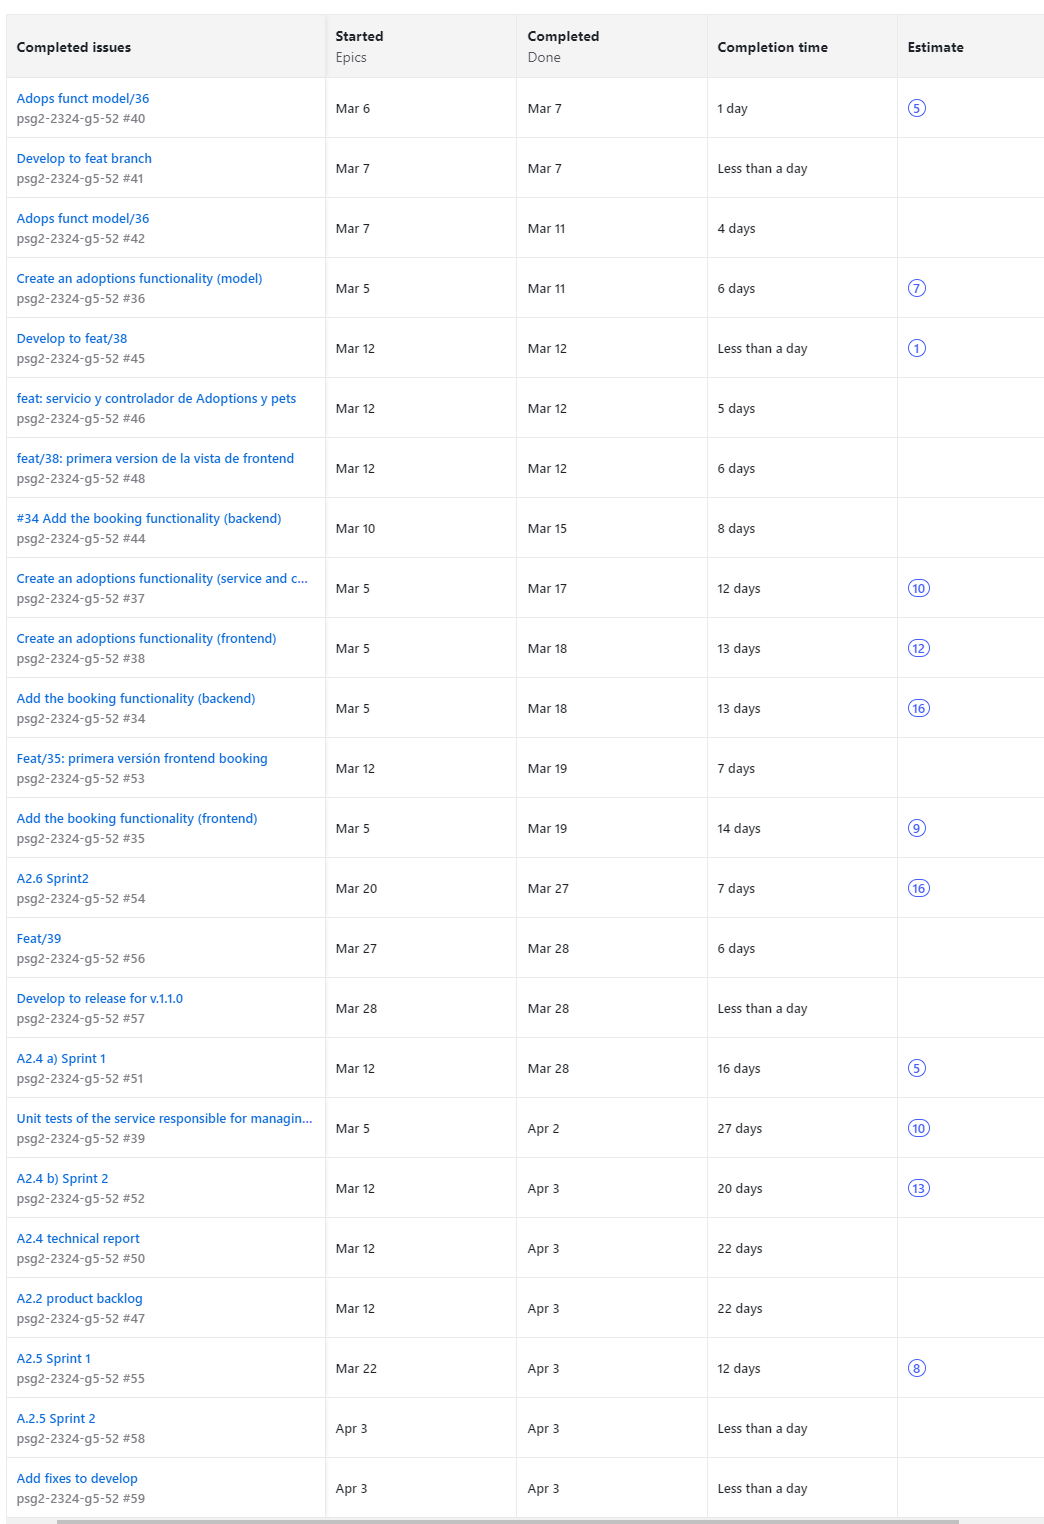 Completed issues Started Completed Completion time Estimate
Epics Done
Adops funct model/36
psg2-2324-g5-52 #40 Mar 6 Mar 7 1 day 5
Develop to feat branch
psg2-2324-g5-52 #41 Mar 7 Mar 7 Less than a day
Adops funct model/36
psg2-2324-g5-52 #42 Mar 7 Mar 11 4 days
Create an adoptions functionality (model)
psg2-2324-g5-52 #36 Mar 5 Mar 11 6 days 7
Develop to feat/38
psg2-2324-g5-52 #45 Mar 12 Mar 12 Less than a day 1
feat: servicio y controlador de Adoptions y pets
psg2-2324-g5-52 #46 Mar 12 Mar 12 5 days
feat/38: primera version de la vista de frontend
psg2-2324-g5-52 #48 Mar 12 Mar 12 6 days
#34 Add the booking functionality (backend)
psg2-2324-g5-52 #44 Mar 10 Mar 15 8 days
Create an adoptions functionality (service and c...
psg2-2324-g5-52 #37 Mar 5 Mar 17 12 days 10
Create an adoptions functionality (frontend)
psg2-2324-g5-52 #38 Mar 5 Mar 18 13 days 12
Add the booking functionality (backend)
psg2-2324-g5-52 #34 Mar 5 Mar 18 13 days 16
Feat/35: primera versión frontend booking
psg2-2324-g5-52 #53 Mar 12 Mar 19 7 days
Add the booking functionality (frontend)
psg2-2324-g5-52 #35 Mar 5 Mar 19 14 days 9
A2.6 Sprint2
psg2-2324-g5-52 #54 Mar 20 Mar 27 7 days 16
Feat/39
psg2-2324-g5-52 #56 Mar 27 Mar 28 6 days
Develop to release for v.1.1.0
psg2-2324-g5-52 #57 Mar 28 Mar 28 Less than a day
A2.4 a) Sprint 1
psg2-2324-g5-52 #51 Mar 12 Mar 28 16 days 5
Unit tests of the service responsible for managin...
psg2-2324-g5-52 #39 Mar 5 Apr 2 27 days 10
A2.4 b) Sprint 2
psg2-2324-g5-52 #52 Mar 12 Apr 3 20 days 13
A2.4 technical report
psg2-2324-g5-52 #50 Mar 12 Apr 3 22 days
A2.2 product backlog
psg2-2324-g5-52 #47 Mar 12 Apr 3 22 days
A2.5 Sprint 1
psg2-2324-g5-52 #55 Mar 22 Apr 3 12 days 8
A.2.5 Sprint 2
psg2-2324-g5-52 #58 Apr 3 Apr 3 Less than a day
Add fixes to develop
psg2-2324-g5-52 #59 Apr 3 Apr 3 Less than a day